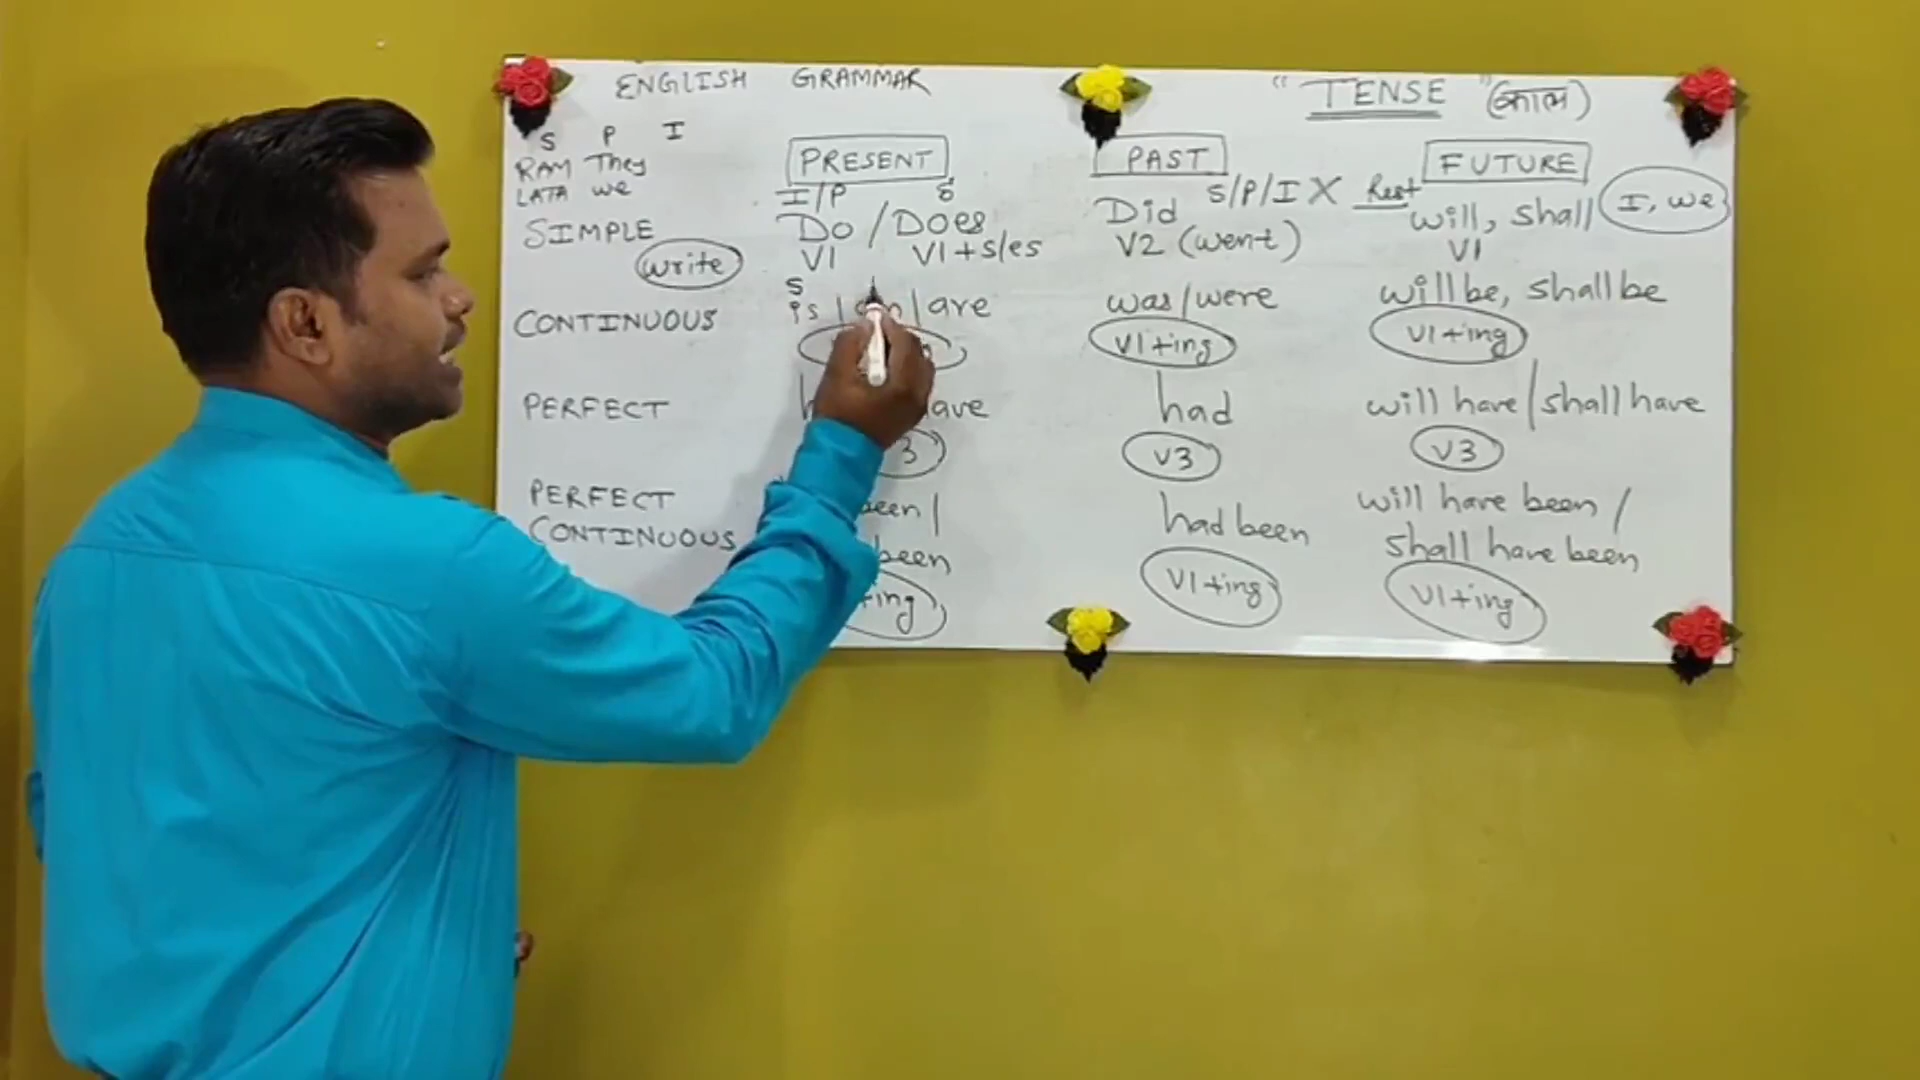 ENGLISH GRAMMAR
"TENSE" (काल)
S P I
RAM They
LATA we
PRESENT PAST FUTURE
I/P S S/P/I X Rest I, we
SIMPLE Do / Does Did will, shall
write V1 V1+s/es V2 (went) V1
S
CONTINUOUS is / / are was/were will be, shall be
V1+ing V1+ing
PERFECT had will have / shall have
3 V3 V3
PERFECT been / had been will have been /
CONTINUOUS been shall have been
+ing V1+ing V1+ing